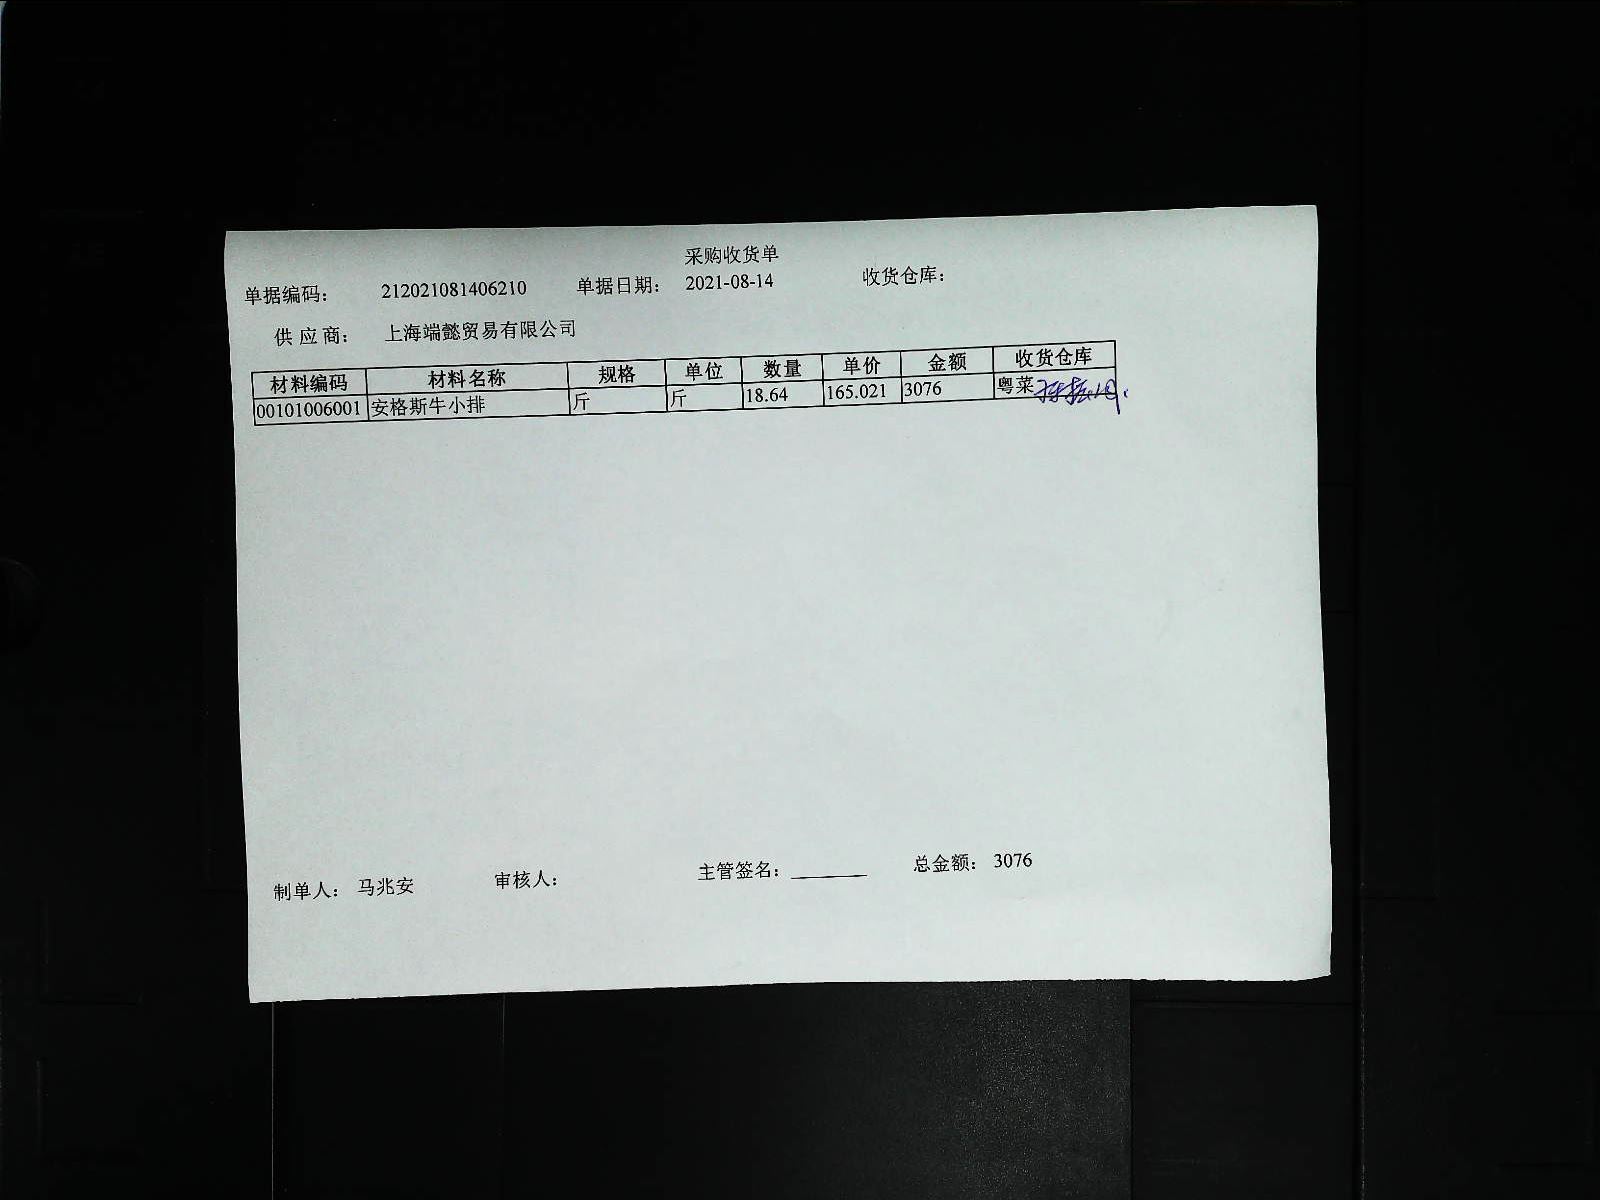 采购收货单
单据编码： 212021081406210 单据日期： 2021-08-14 收货仓库：
供 应 商： 上海端懿贸易有限公司
材料编码 材料名称 规格 单位 数量 单价 金额 收货仓库
00101006001 安格斯牛小排 斤 斤 18.64 165.021 3076 粤菜
制单人： 马兆安 审核人： 主管签名：_______ 总金额： 3076